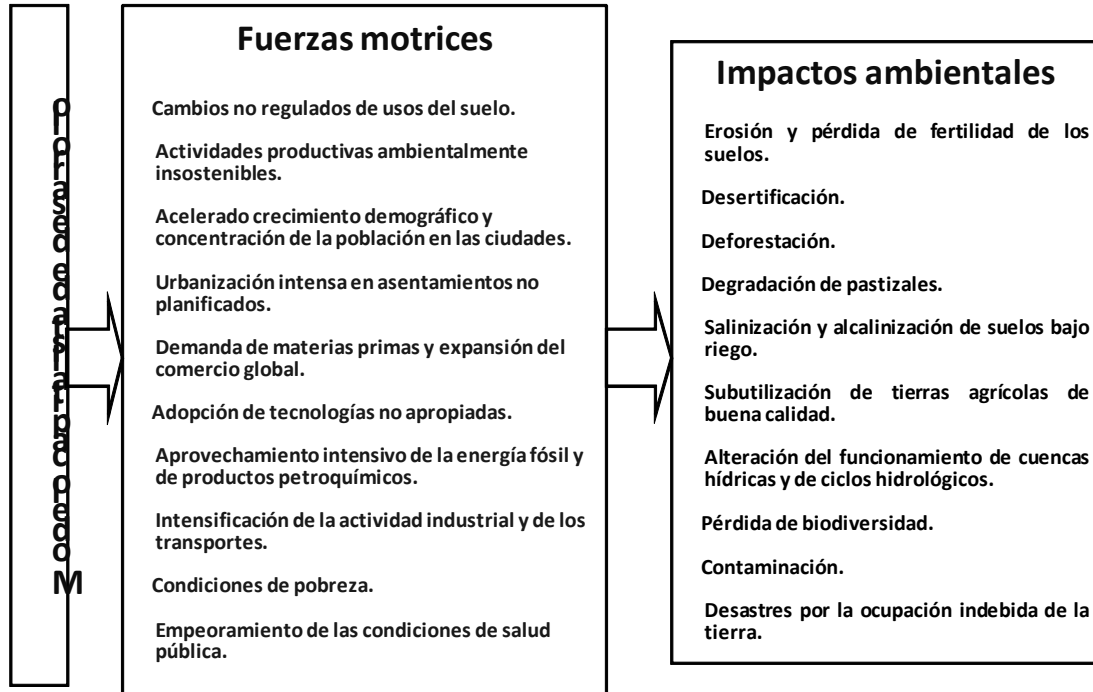 Modelo capitalista de desarrollo
Fuerzas motrices
Cambios no regulados de usos del suelo.
Actividades productivas ambientalmente
insostenibles.
Acelerado crecimiento demográfico y
concentración de la población en las ciudades.
Urbanización intensa en asentamientos no
planificados.
Demanda de materias primas y expansión del
comercio global.
Adopción de tecnologías no apropiadas.
Aprovechamiento intensivo de la energía fósil y
de productos petroquímicos.
Intensificación de la actividad industrial y de los
transportes.
Condiciones de pobreza.
Empeoramiento de las condiciones de salud
pública.
Impactos ambientales
Erosión y pérdida de fertilidad de los
suelos.
Desertificación.
Deforestación.
Degradación de pastizales.
Salinización y alcalinización de suelos bajo
riego.
Subutilización de tierras agrícolas de
buena calidad.
Alteración del funcionamiento de cuencas
hídricas y de ciclos hidrológicos.
Pérdida de biodiversidad.
Contaminación.
Desastres por la ocupación indebida de la
tierra.